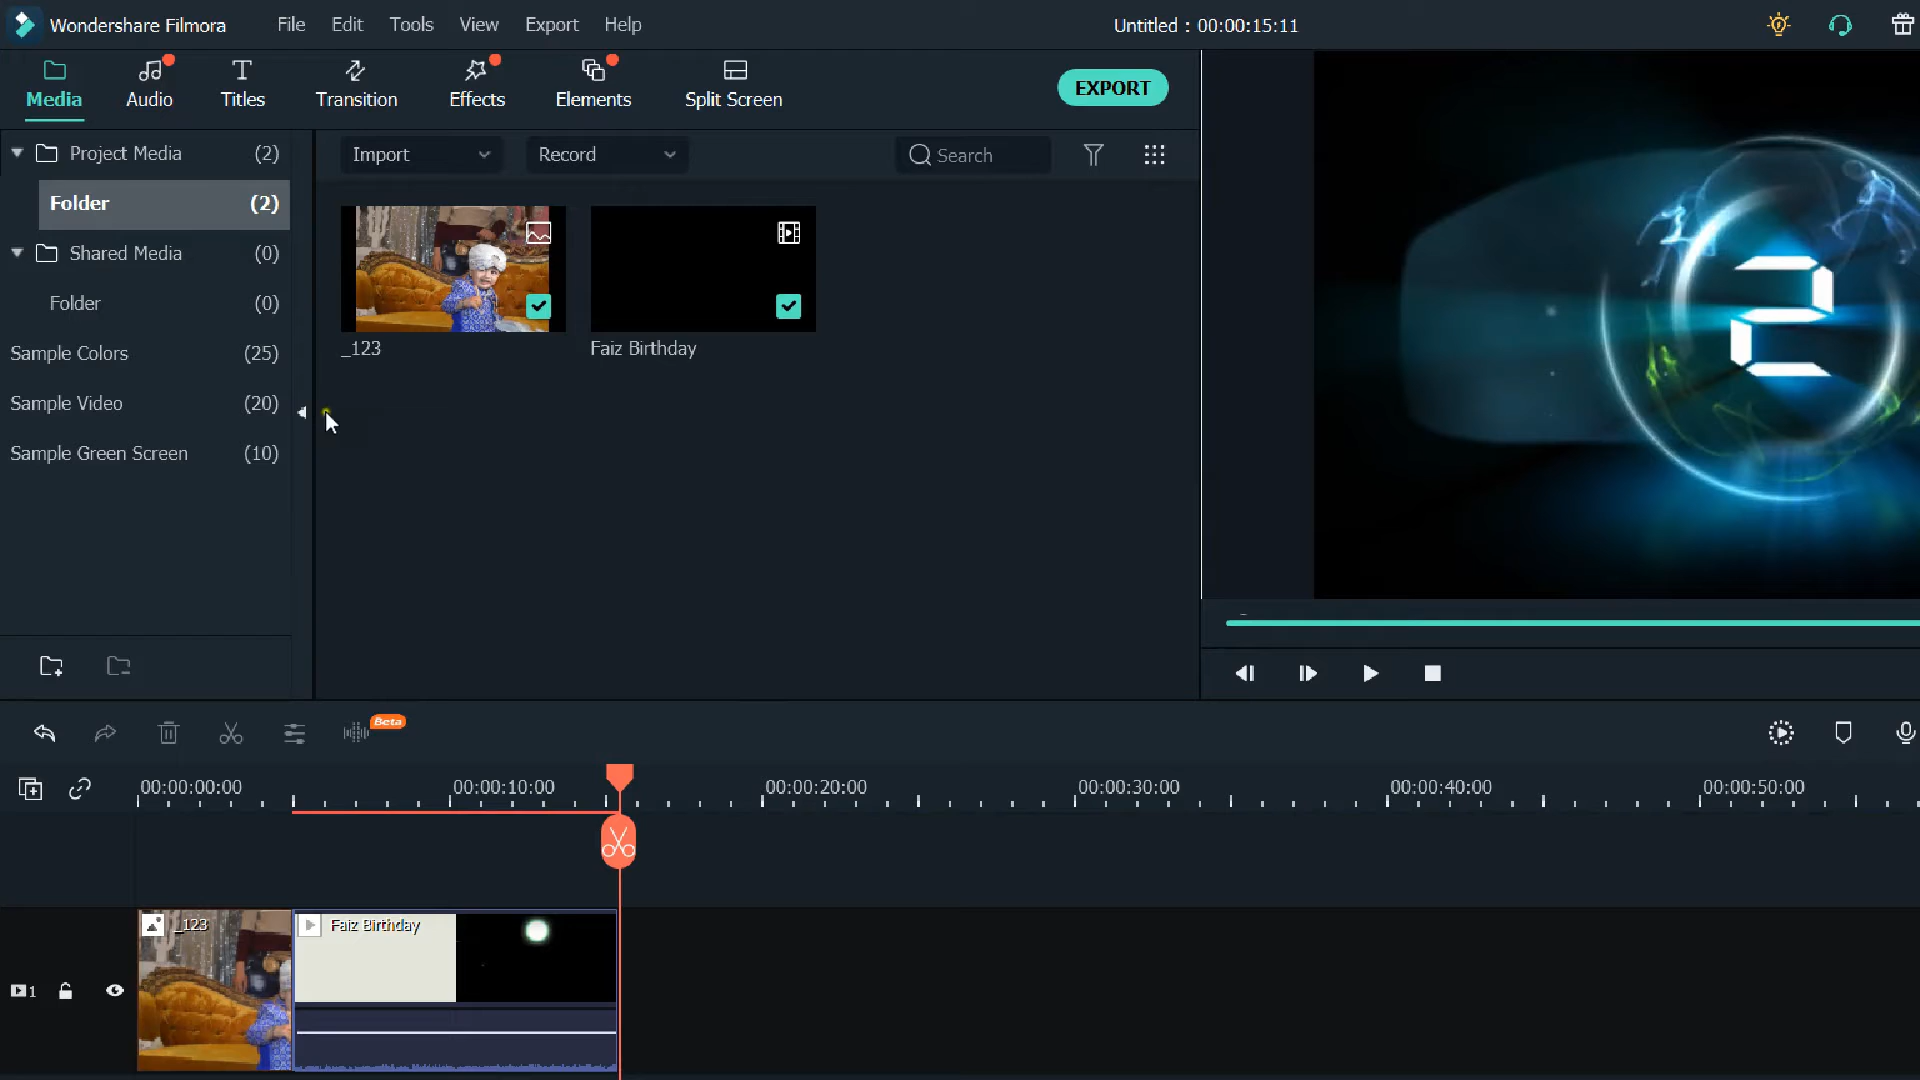 Wondershare Filmora File Edit Tools View Export Help Untitled : 00:00:15:11
Media Audio Titles Transition Effects Elements Split Screen EXPORT
Project Media (2)
Folder (2)
Shared Media (0)
Folder (0)
Sample Colors (25)
Sample Video (20)
Sample Green Screen (10)
Import Record Search
_123 Faiz Birthday
2
Beta
00:00:00:00 00:00:10:00 00:00:20:00 00:00:30:00 00:00:40:00 00:00:50:00
_123 Faiz Birthday
1